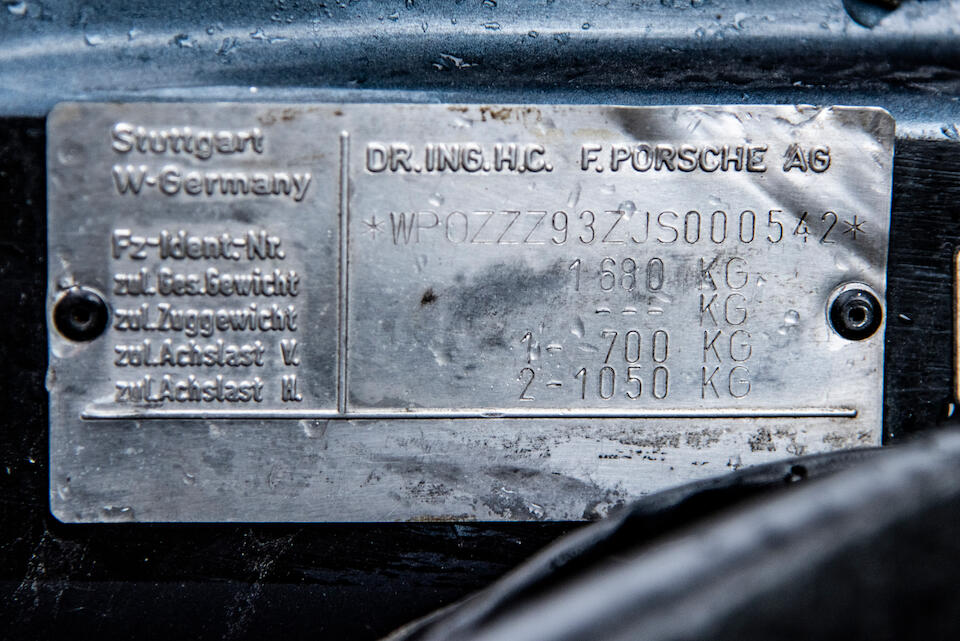 Stuttgart
W-Germany
DR.ING.H.C. F.PORSCHE AG
Fz-Ident.-Nr. *WP0ZZZ93ZJS000542*
zul.Ges.Gewicht 1680 KG
zul.Zuggewicht --- KG
zul.Achslast V. 1- 700 KG
zul.Achslast H. 2-1050 KG